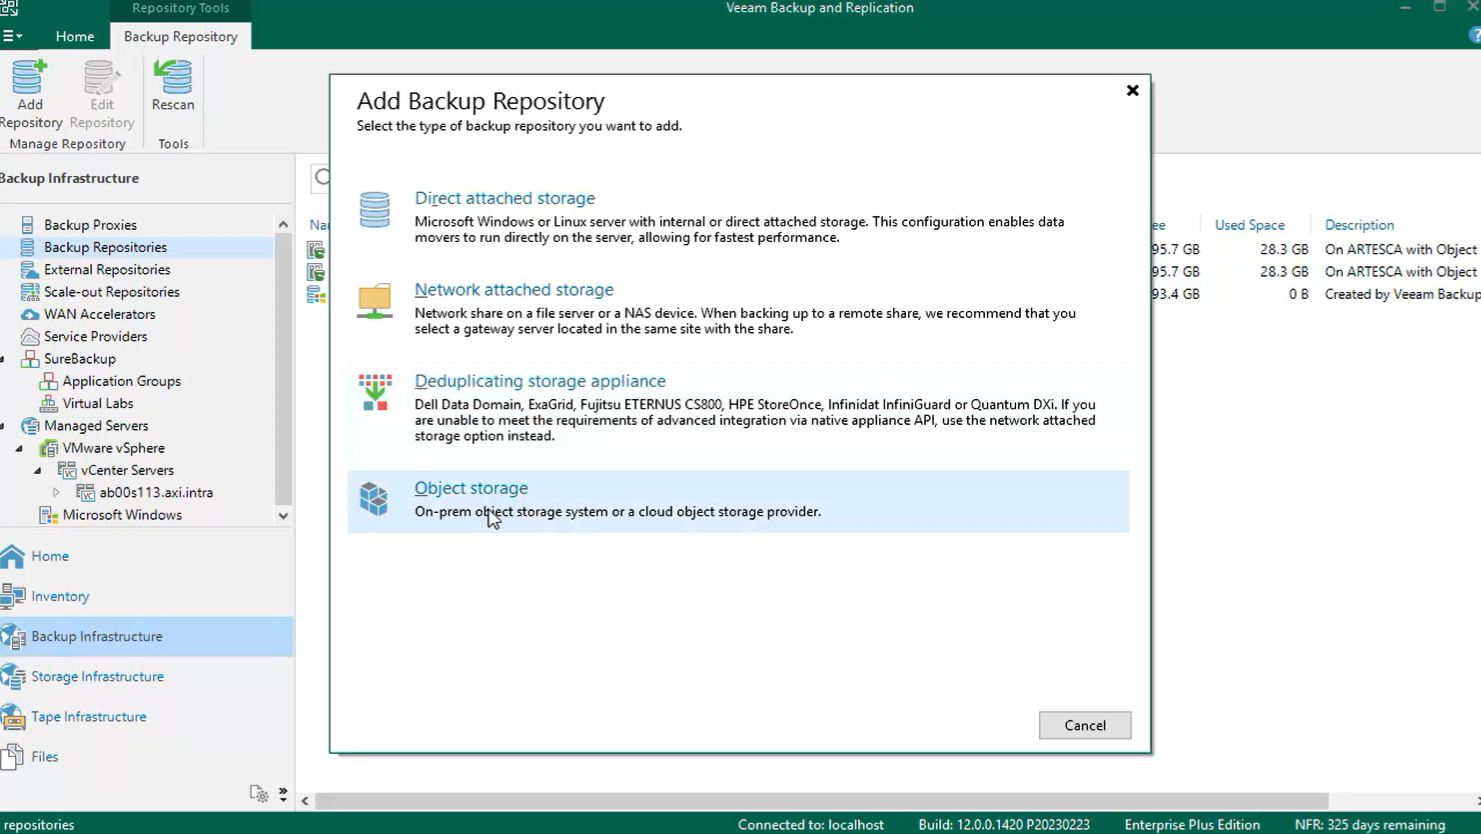 Repository Tools
Veeam Backup and Replication
Home
Backup Repository
Add
Repository
Edit
Repository
Rescan
Manage Repository
Tools
Backup Infrastructure
Backup Proxies
Backup Repositories
External Repositories
Scale-out Repositories
WAN Accelerators
Service Providers
SureBackup
Application Groups
Virtual Labs
Managed Servers
VMware vSphere
vCenter Servers
ab00s113.axi.intra
Microsoft Windows
Home
Inventory
Backup Infrastructure
Storage Infrastructure
Tape Infrastructure
Files
Add Backup Repository
Select the type of backup repository you want to add.
Direct attached storage
Microsoft Windows or Linux server with internal or direct attached storage. This configuration enables data
movers to run directly on the server, allowing for fastest performance.
Network attached storage
Network share on a file server or a NAS device. When backing up to a remote share, we recommend that you
select a gateway server located in the same site with the share.
Deduplicating storage appliance
Dell Data Domain, ExaGrid, Fujitsu ETERNUS CS800, HPE StoreOnce, Infinidat InfiniGuard or Quantum DXi. If you
are unable to meet the requirements of advanced integration via native appliance API, use the network attached
storage option instead.
Object storage
On-prem object storage system or a cloud object storage provider.
Cancel
Na
ee Used Space Description
95.7 GB 28.3 GB On ARTESCA with Object
95.7 GB 28.3 GB On ARTESCA with Object
93.4 GB 0 B Created by Veeam Backup
repositories
Connected to: localhost
Build: 12.0.0.1420 P20230223
Enterprise Plus Edition
NFR: 325 days remaining